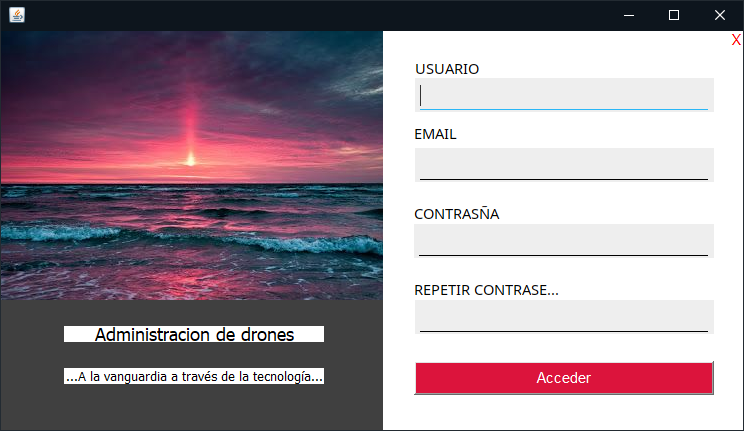 X
USUARIO
EMAIL
CONTRASÑA
REPETIR CONTRASE...
Acceder
Administracion de drones
...A la vanguardia a través de la tecnología...